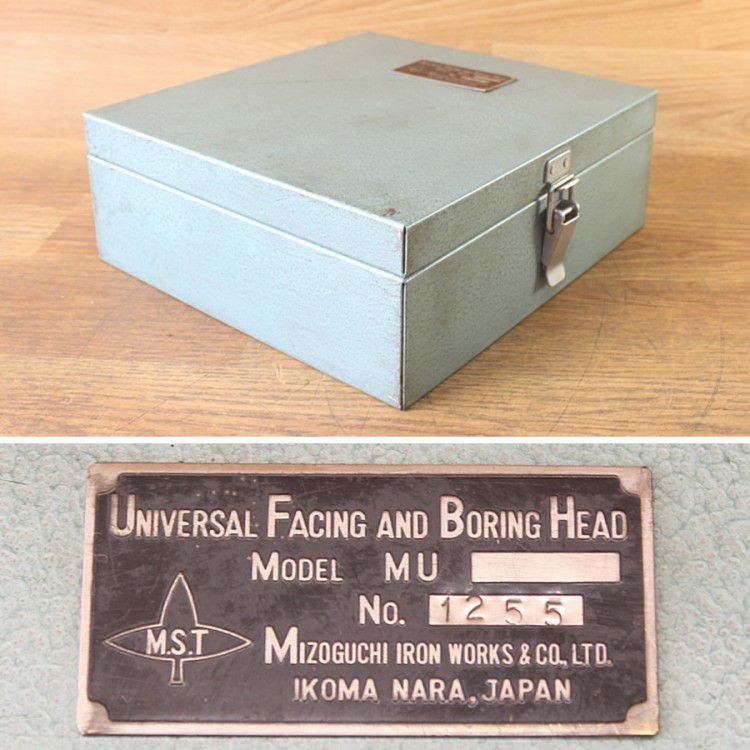 UNIVERSAL FACING AND BORING HEAD
MODEL MU
No. 1255
M.S.T
MIZOGUCHI IRON WORKS & CO., LTD.
IKOMA NARA, JAPAN